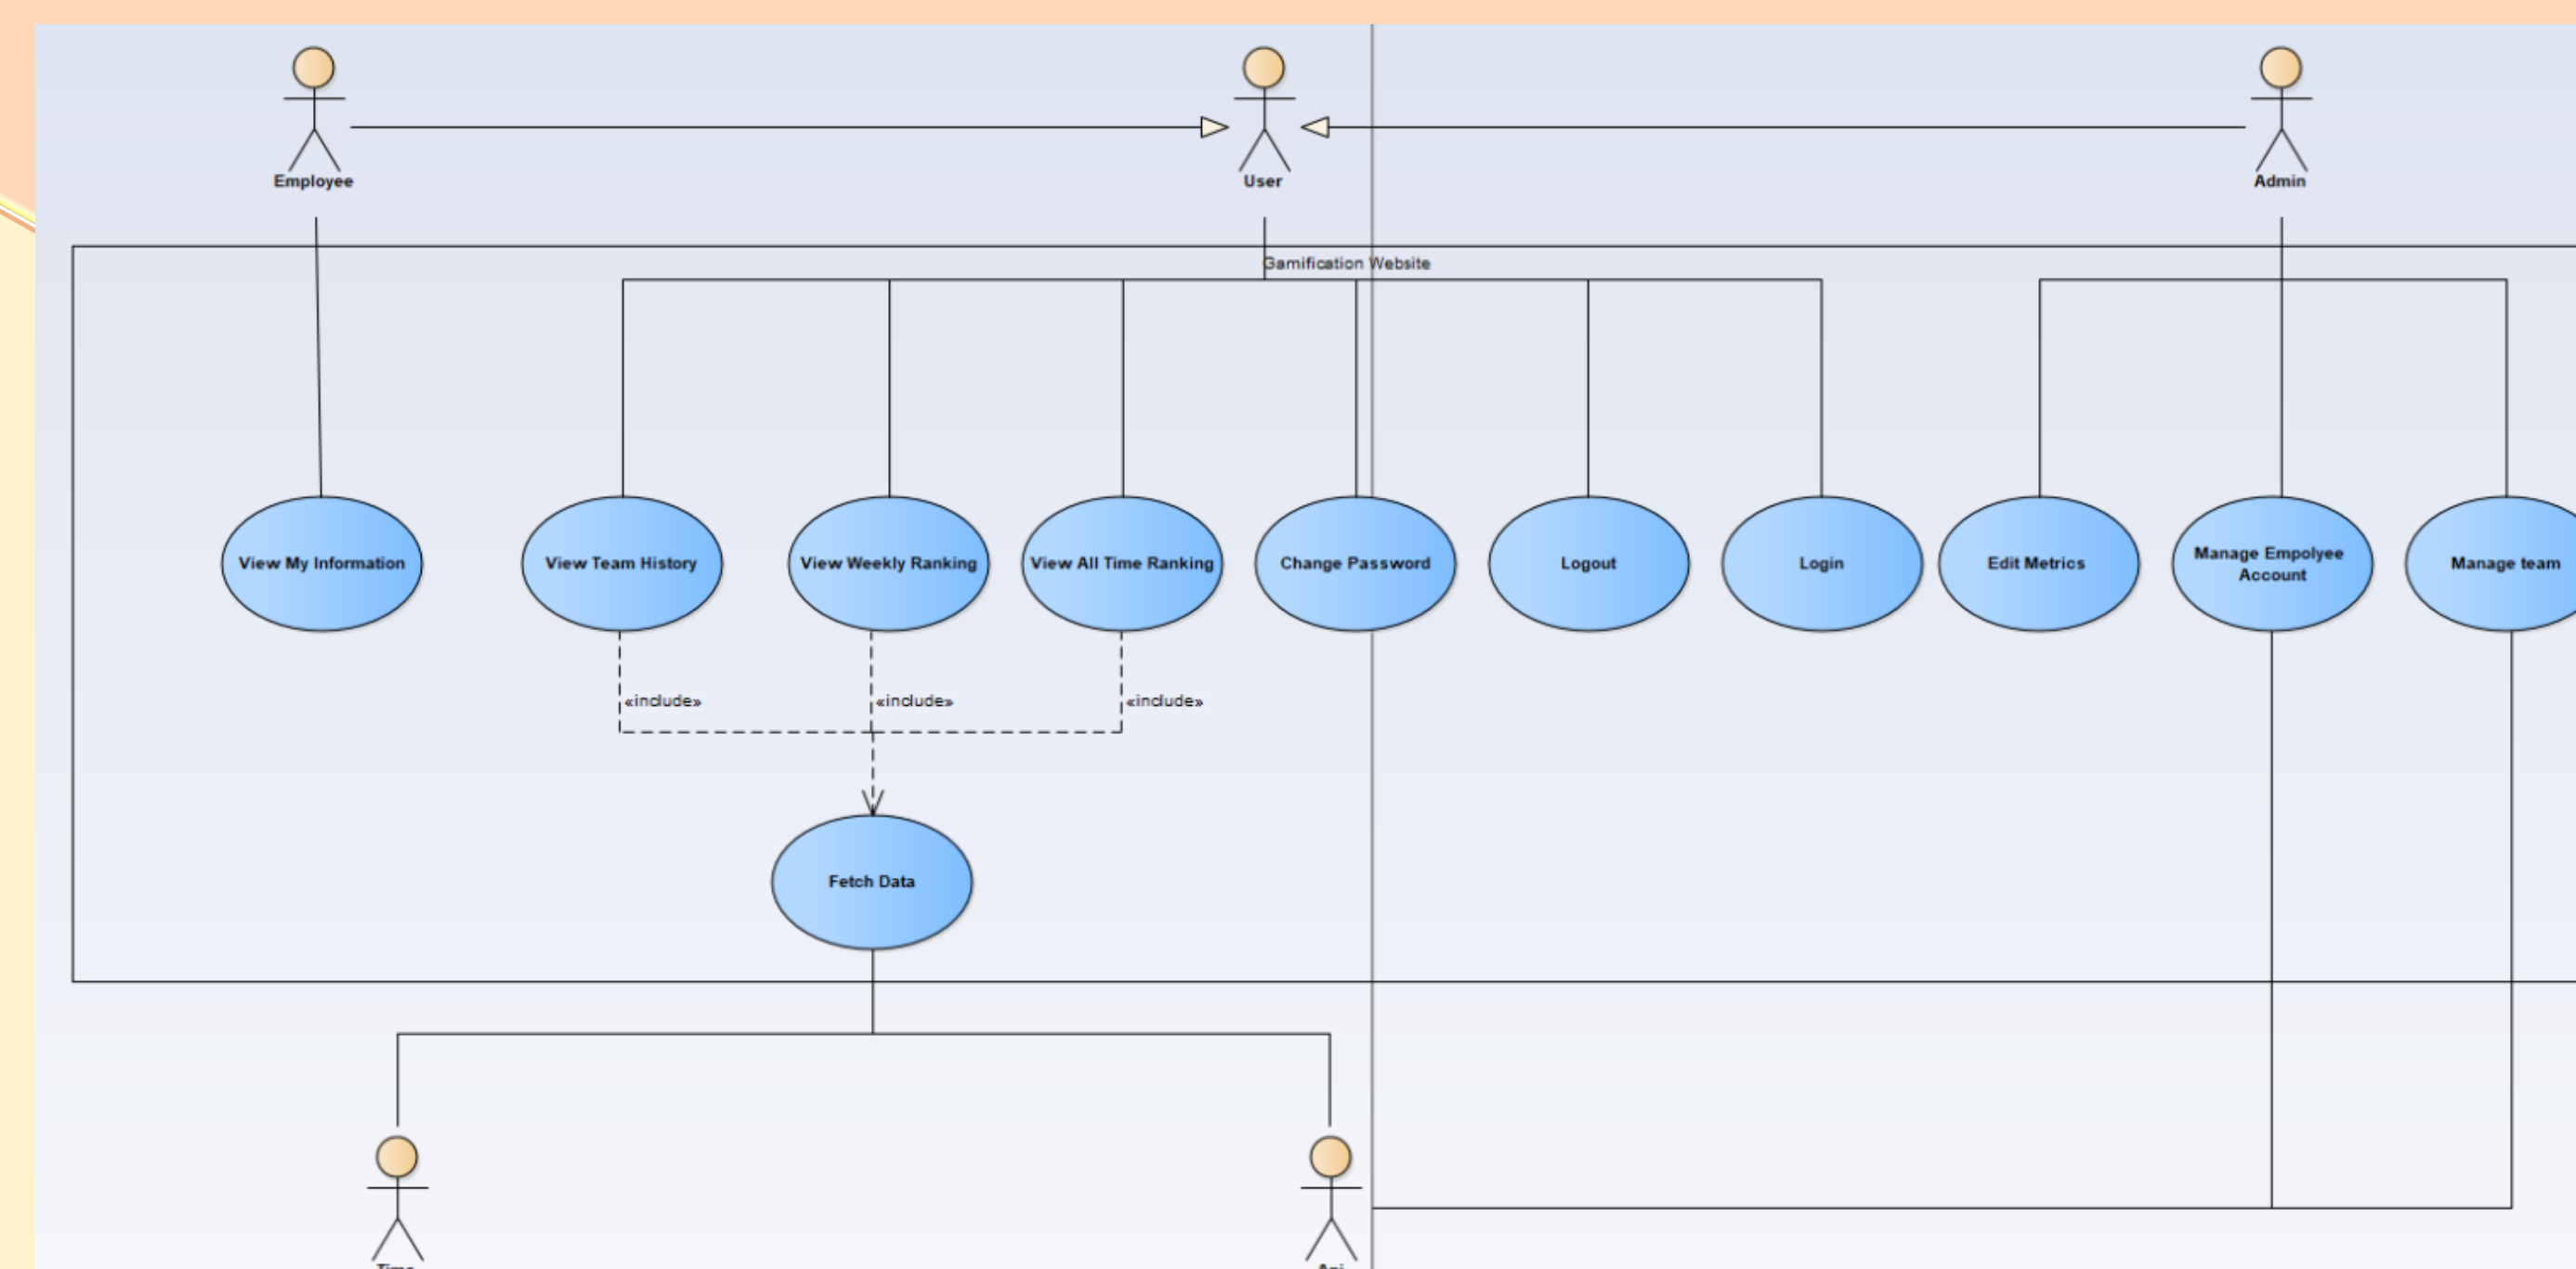 Employee
User
Admin
Gamification Website
View My Information
View Team History
View Weekly Ranking
View All Time Ranking
Change Password
Logout
Login
Edit Metrics
Manage Empolyee
Account
Manage team
«include»
«include»
«include»
Fetch Data